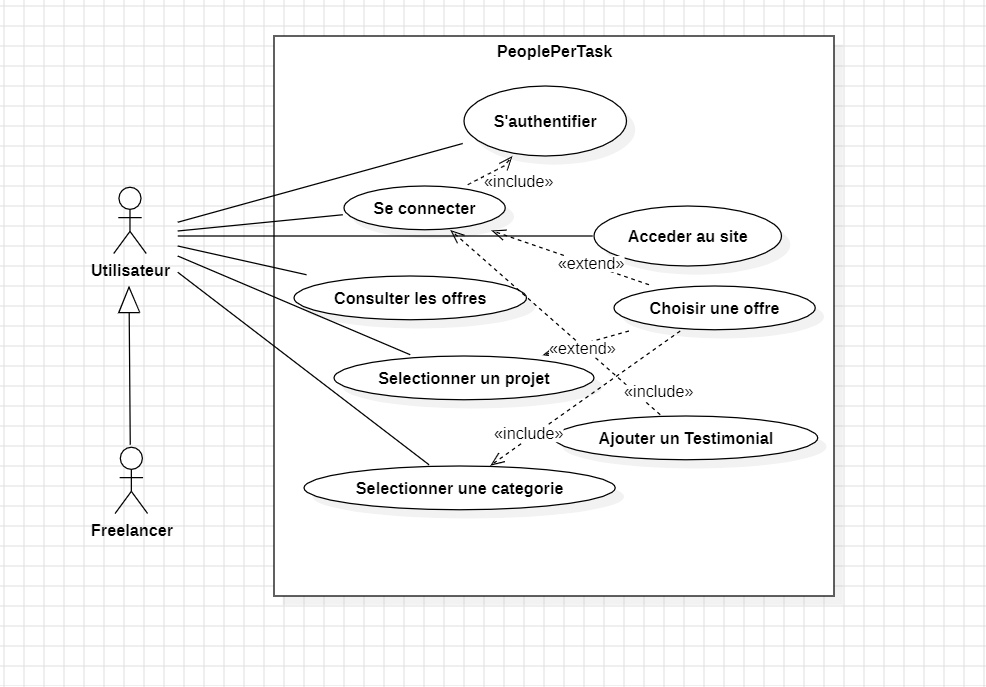 PeoplePerTask
S'authentifier
«include»
Se connecter
Acceder au site
«extend»
Utilisateur
Consulter les offres
Choisir une offre
«extend»
Selectionner un projet
«include»
«include»
Ajouter un Testimonial
Selectionner une categorie
Freelancer